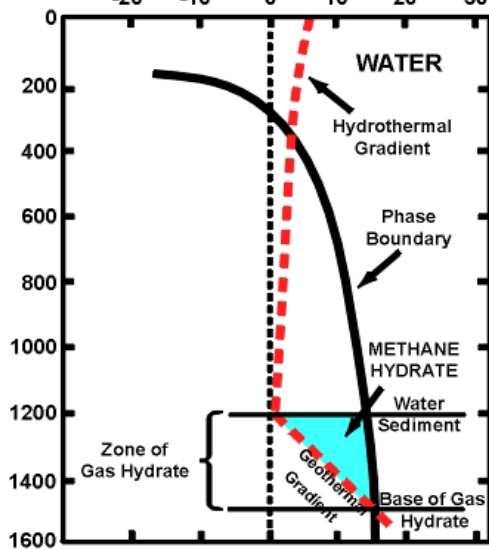 -20 -10 0 10 20 30
0
200
400
600
800
1000
1200
1400
1600
WATER
Hydrothermal
Gradient
Phase
Boundary
METHANE
HYDRATE
Water
Sediment
Zone of
Gas Hydrate
Geothermal
Gradient
Base of Gas
Hydrate